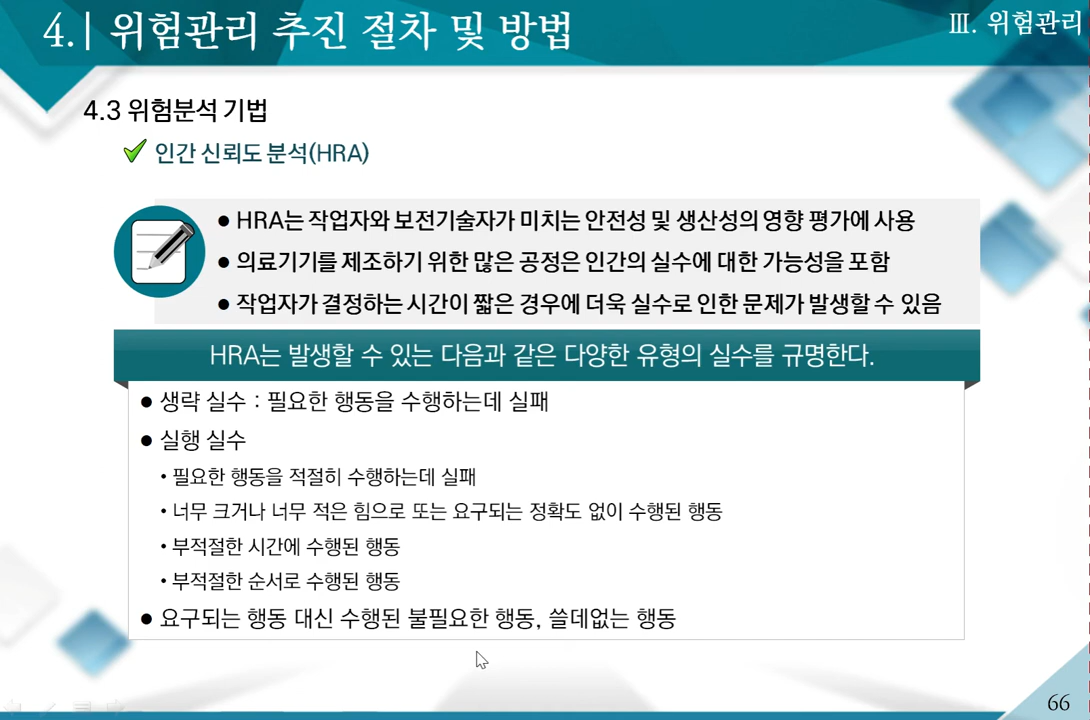 4. | 위험관리 추진 절차 및 방법
Ⅲ. 위험관리
4.3 위험분석 기법
인간 신뢰도 분석(HRA)
● HRA는 작업자와 보전기술자가 미치는 안전성 및 생산성의 영향 평가에 사용
● 의료기기를 제조하기 위한 많은 공정은 인간의 실수에 대한 가능성을 포함
● 작업자가 결정하는 시간이 짧은 경우에 더욱 실수로 인한 문제가 발생할 수 있음
HRA는 발생할 수 있는 다음과 같은 다양한 유형의 실수를 규명한다.
● 생략 실수 : 필요한 행동을 수행하는데 실패
● 실행 실수
• 필요한 행동을 적절히 수행하는데 실패
• 너무 크거나 너무 적은 힘으로 또는 요구되는 정확도 없이 수행된 행동
• 부적절한 시간에 수행된 행동
• 부적절한 순서로 수행된 행동
● 요구되는 행동 대신 수행된 불필요한 행동, 쓸데없는 행동
66